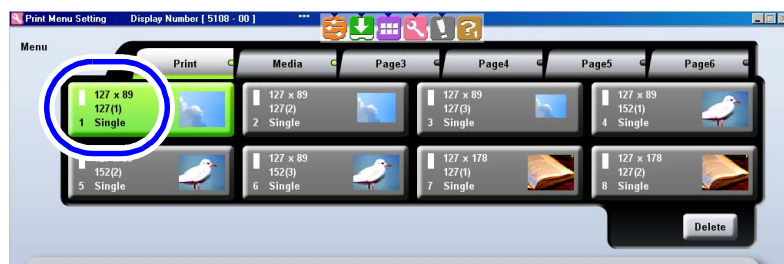 Print Menu Setting Display Number [ 5108 - 00 ] ***
Menu
Print Media Page3 Page4 Page5 Page6
127 x 89
127(1)
1 Single
127 x 89
127(2)
2 Single
127 x 89
127(3)
3 Single
127 x 89
152(1)
4 Single
152(2)
5 Single
127 x 89
152(3)
6 Single
127 x 178
127(1)
7 Single
127 x 178
127(2)
8 Single
Delete